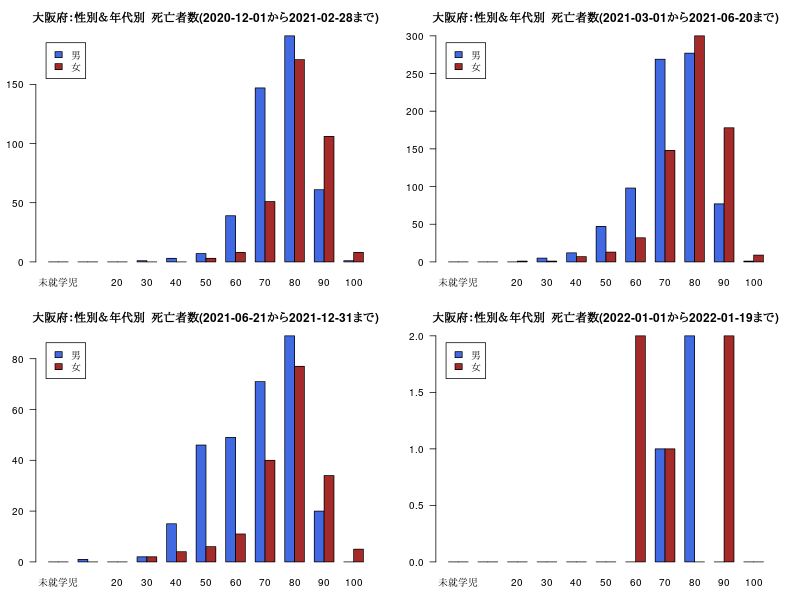 大阪府：性別＆年代別 死亡者数(2020-12-01から2021-02-28まで)
男
女
150
100
50
0
未就学児 20 30 40 50 60 70 80 90 100
大阪府：性別＆年代別 死亡者数(2021-03-01から2021-06-20まで)
男
女
300
250
200
150
100
50
0
未就学児 20 30 40 50 60 70 80 90 100
大阪府：性別＆年代別 死亡者数(2021-06-21から2021-12-31まで)
男
女
80
60
40
20
0
未就学児 20 30 40 50 60 70 80 90 100
大阪府：性別＆年代別 死亡者数(2022-01-01から2022-01-19まで)
男
女
2.0
1.5
1.0
0.5
0.0
未就学児 20 30 40 50 60 70 80 90 100